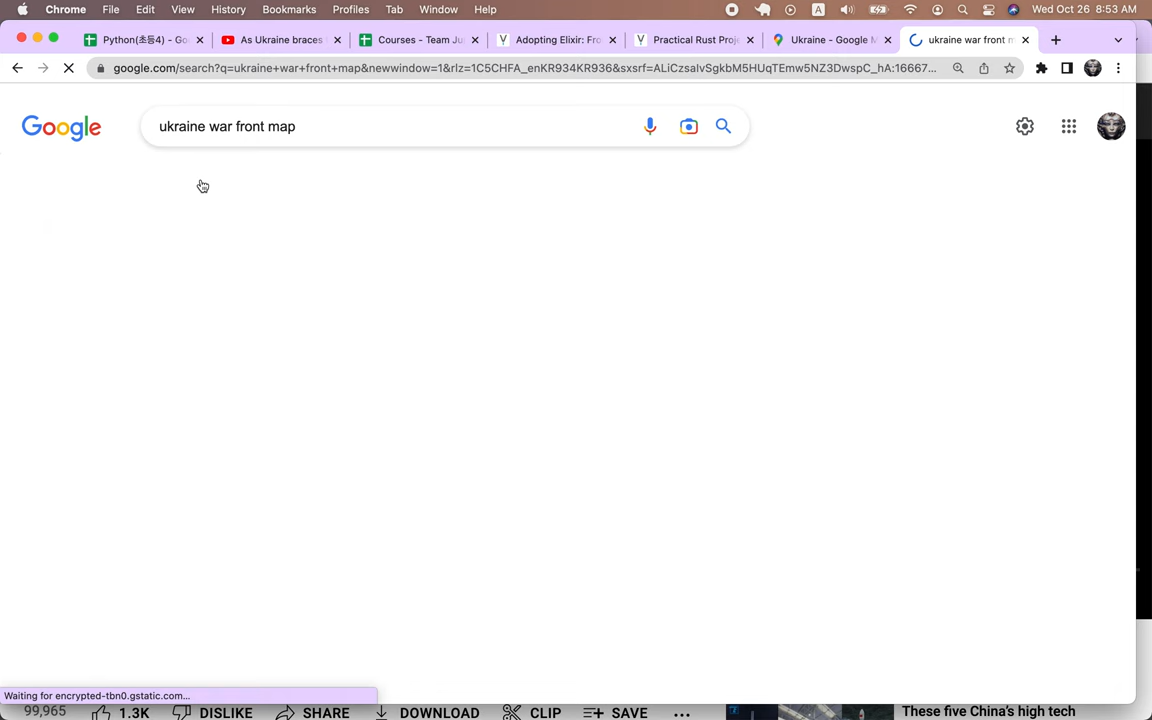 Chrome File Edit View History Bookmarks Profiles Tab Window Help A Wed Oct 26 8:53 AM
Python(초등4) - Go As Ukraine braces Courses - Team Ju Adopting Elixir: Fro Practical Rust Proj Ukraine - Google M ukraine war front m
google.com/search?q=ukraine+war+front+map&newwindow=1&rlz=1C5CHFA_enKR934KR936&sxsrf=ALiCzsaIvSgkbM5HUqTEmw5NZ3DwspC_hA:16667...
Google ukraine war front map
Waiting for encrypted-tbn0.gstatic.com...
99,965 1.3K DISLIKE SHARE DOWNLOAD CLIP SAVE ... These five China's high tech